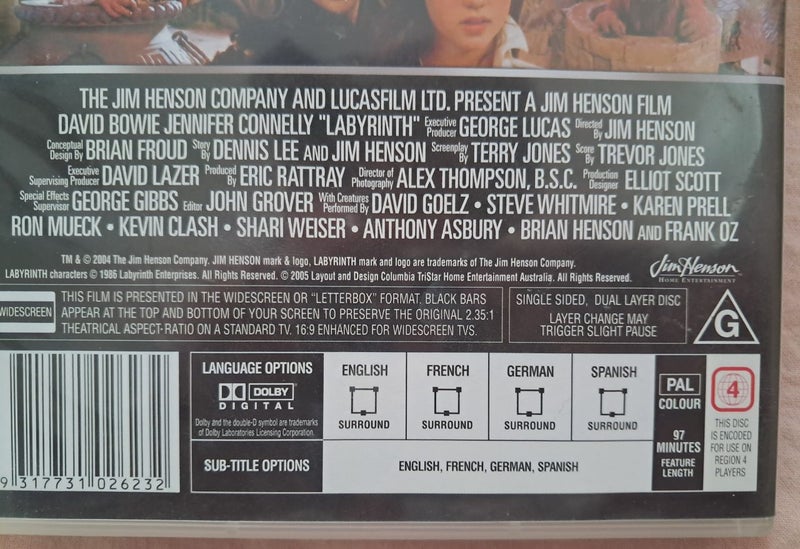 THE JIM HENSON COMPANY AND LUCASFILM LTD. PRESENT A JIM HENSON FILM
DAVID BOWIE JENNIFER CONNELLY "LABYRINTH" Executive Producer GEORGE LUCAS Directed By JIM HENSON
Conceptual Design By BRIAN FROUD Story By DENNIS LEE AND JIM HENSON Screenplay By TERRY JONES Score By TREVOR JONES
Executive Supervising Producer DAVID LAZER Produced By ERIC RATTRAY Director of Photography ALEX THOMPSON, B.S.C. Production Designer ELLIOT SCOTT
Special Effects Supervisor GEORGE GIBBS Editor JOHN GROVER With Creatures Performed By DAVID GOELZ • STEVE WHITMIRE • KAREN PRELL
RON MUECK • KEVIN CLASH • SHARI WEISER • ANTHONY ASBURY • BRIAN HENSON AND FRANK OZ
TM & © 2004 The Jim Henson Company. JIM HENSON mark & logo, LABYRINTH mark and logo are trademarks of The Jim Henson Company.
LABYRINTH characters © 1986 Labyrinth Enterprises. All Rights Reserved. © 2005 Layout and Design Columbia TriStar Home Entertainment Australia. All Rights Reserved.
Jim Henson
HOME ENTERTAINMENT
WIDESCREEN
THIS FILM IS PRESENTED IN THE WIDESCREEN OR "LETTERBOX" FORMAT. BLACK BARS
APPEAR AT THE TOP AND BOTTOM OF YOUR SCREEN TO PRESERVE THE ORIGINAL 2.35:1
THEATRICAL ASPECT-RATIO ON A STANDARD TV. 16:9 ENHANCED FOR WIDESCREEN TVS.
SINGLE SIDED, DUAL LAYER DISC
LAYER CHANGE MAY
TRIGGER SLIGHT PAUSE
G
9 317731 026232
LANGUAGE OPTIONS
DOLBY
DIGITAL
Dolby and the double-D symbol are trademarks
of Dolby Laboratories Licensing Corporation.
ENGLISH
SURROUND
FRENCH
SURROUND
GERMAN
SURROUND
SPANISH
SURROUND
SUB-TITLE OPTIONS
ENGLISH, FRENCH, GERMAN, SPANISH
PAL
COLOUR
97
MINUTES
FEATURE
LENGTH
4
THIS DISC
IS ENCODED
FOR USE ON
REGION 4
PLAYERS